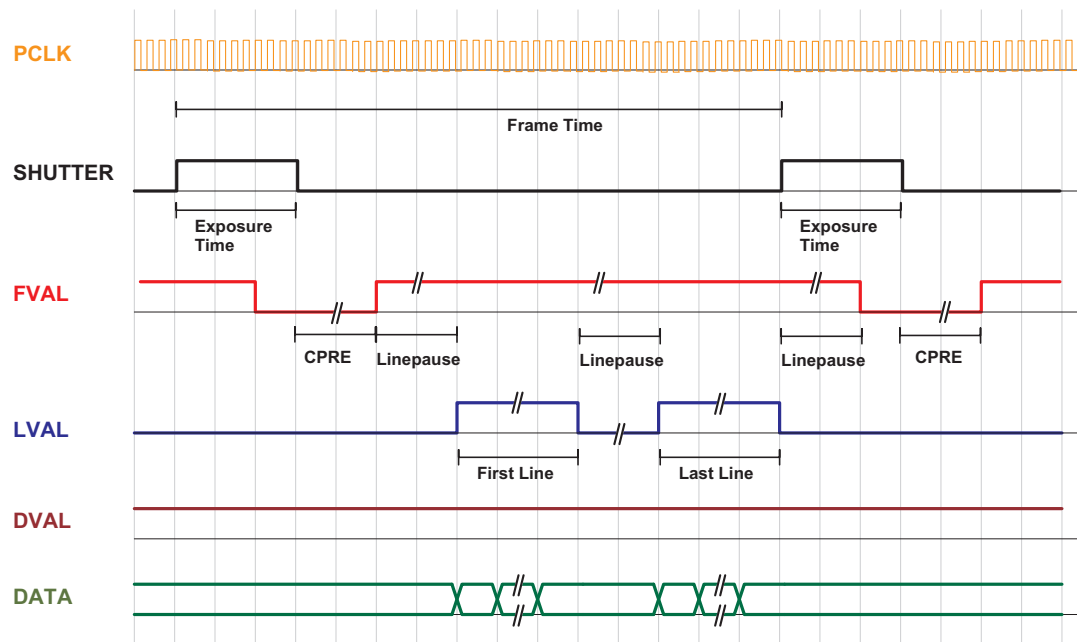 PCLK
Frame Time
SHUTTER
Exposure
Time
Exposure
Time
FVAL
CPRE
Linepause
Linepause
Linepause
CPRE
LVAL
First Line
Last Line
DVAL
DATA